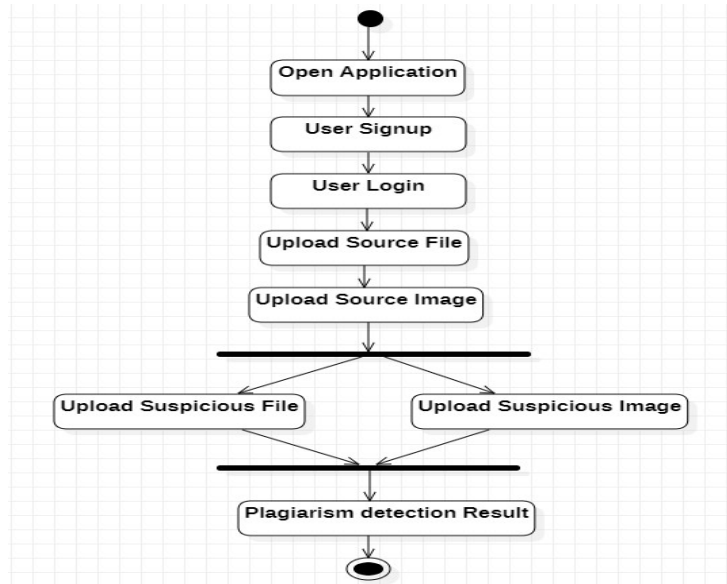 Open Application
User Signup
User Login
Upload Source File
Upload Source Image
Upload Suspicious File
Upload Suspicious Image
Plagiarism detection Result